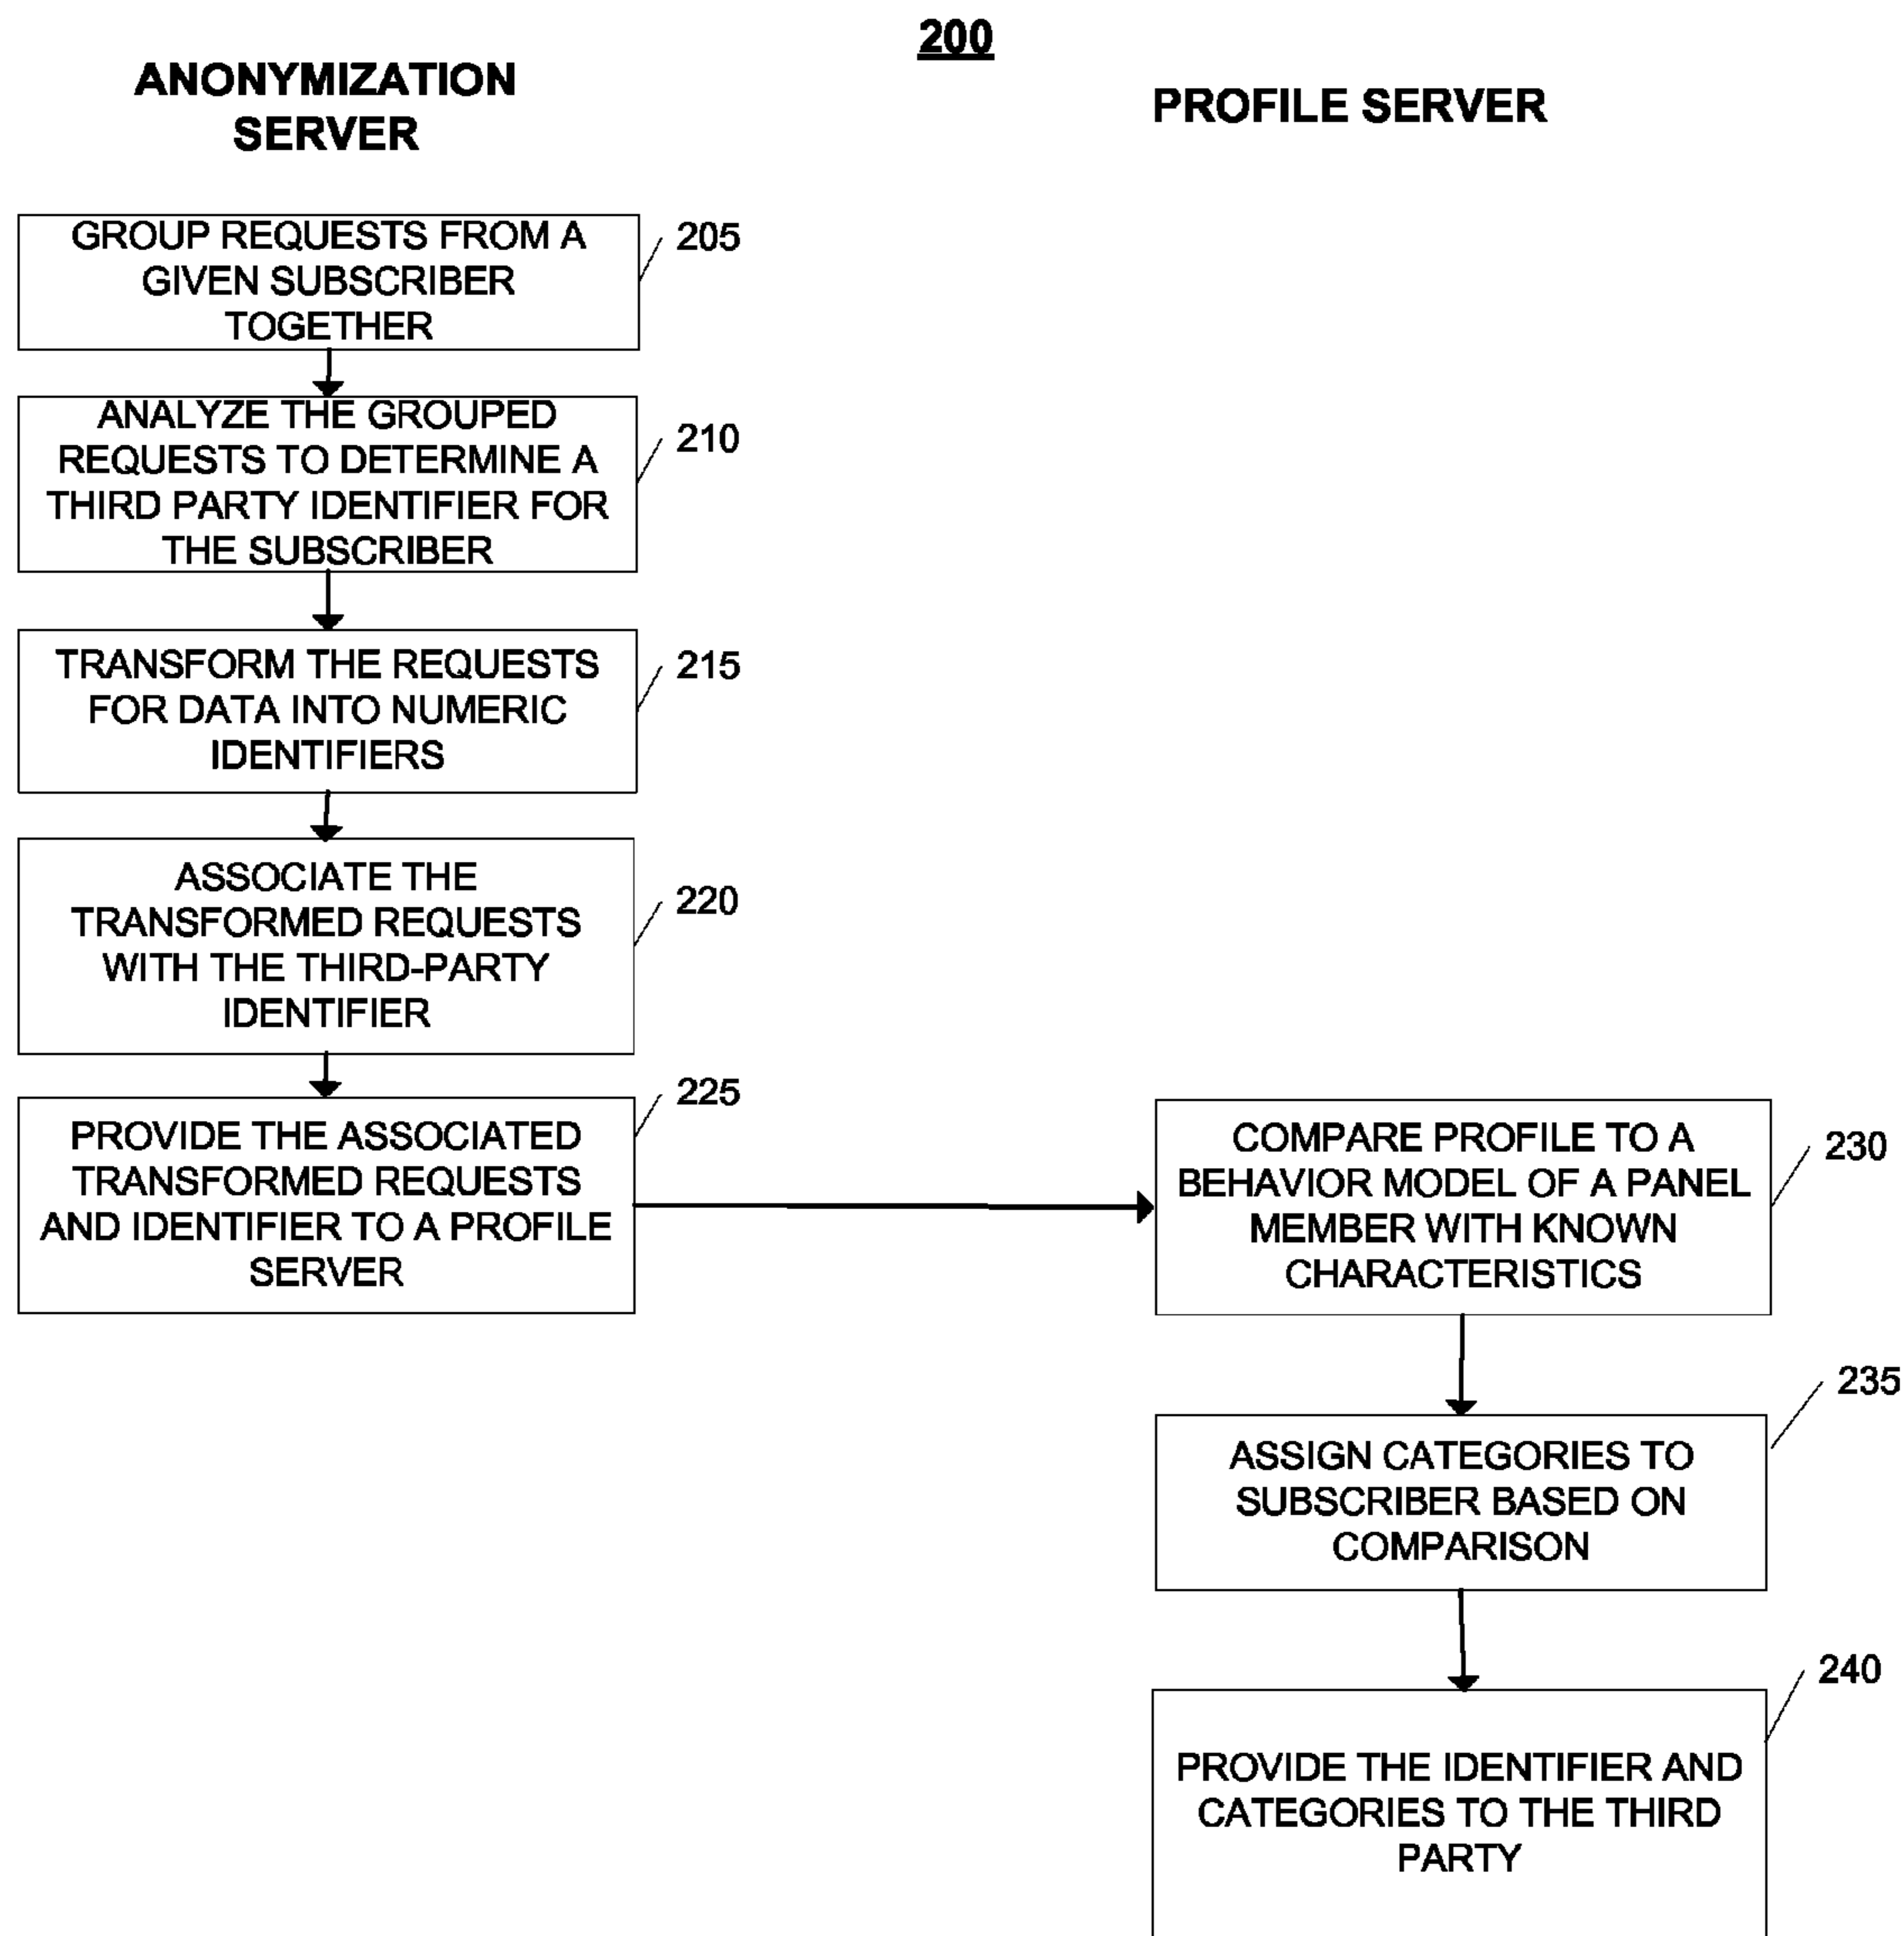 200
ANONYMIZATION
SERVER
PROFILE SERVER
GROUP REQUESTS FROM A
GIVEN SUBSCRIBER
TOGETHER
205
ANALYZE THE GROUPED
REQUESTS TO DETERMINE A
THIRD PARTY IDENTIFIER FOR
THE SUBSCRIBER
210
TRANSFORM THE REQUESTS
FOR DATA INTO NUMERIC
IDENTIFIERS
215
ASSOCIATE THE
TRANSFORMED REQUESTS
WITH THE THIRD-PARTY
IDENTIFIER
220
PROVIDE THE ASSOCIATED
TRANSFORMED REQUESTS
AND IDENTIFIER TO A PROFILE
SERVER
225
COMPARE PROFILE TO A
BEHAVIOR MODEL OF A PANEL
MEMBER WITH KNOWN
CHARACTERISTICS
230
ASSIGN CATEGORIES TO
SUBSCRIBER BASED ON
COMPARISON
235
PROVIDE THE IDENTIFIER AND
CATEGORIES TO THE THIRD
PARTY
240